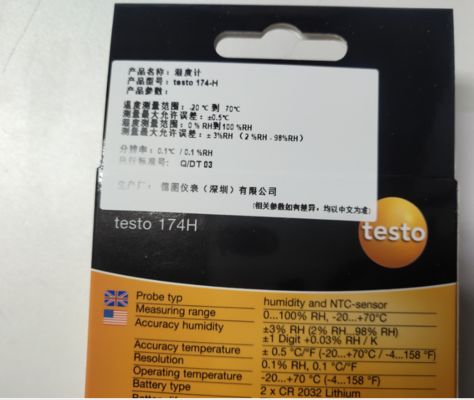 产品名称：温度计
产品型号：testo 174-H
产品参数：
温度测量范围：-20℃ 到 70℃
测量最大允许误差：±0.5℃
湿度测量范围：0%RH到100%RH
测量最大允许误差：±3%RH（2%RH - 98%RH）
分辨率：0.1℃ / 0.1%RH
执行标准号：Q/DT 03
生产厂：德图仪表（深圳）有限公司
(相关参数如有差异，均以中文为准)
testo 174H
testo
Probe typ humidity and NTC-sensor
Measuring range 0...100% RH, -20...+70°C
Accuracy humidity ±3% RH (2% RH...98% RH)
±1 Digit +0.03% RH / K
Accuracy temperature ± 0.5 °C/°F (-20...+70°C / -4...158 °F)
Resolution 0.1% RH, 0.1 °C/°F
Operating temperature -20...+70 °C (-4...158 °F)
Battery type 2 x CR 2032 Lithium